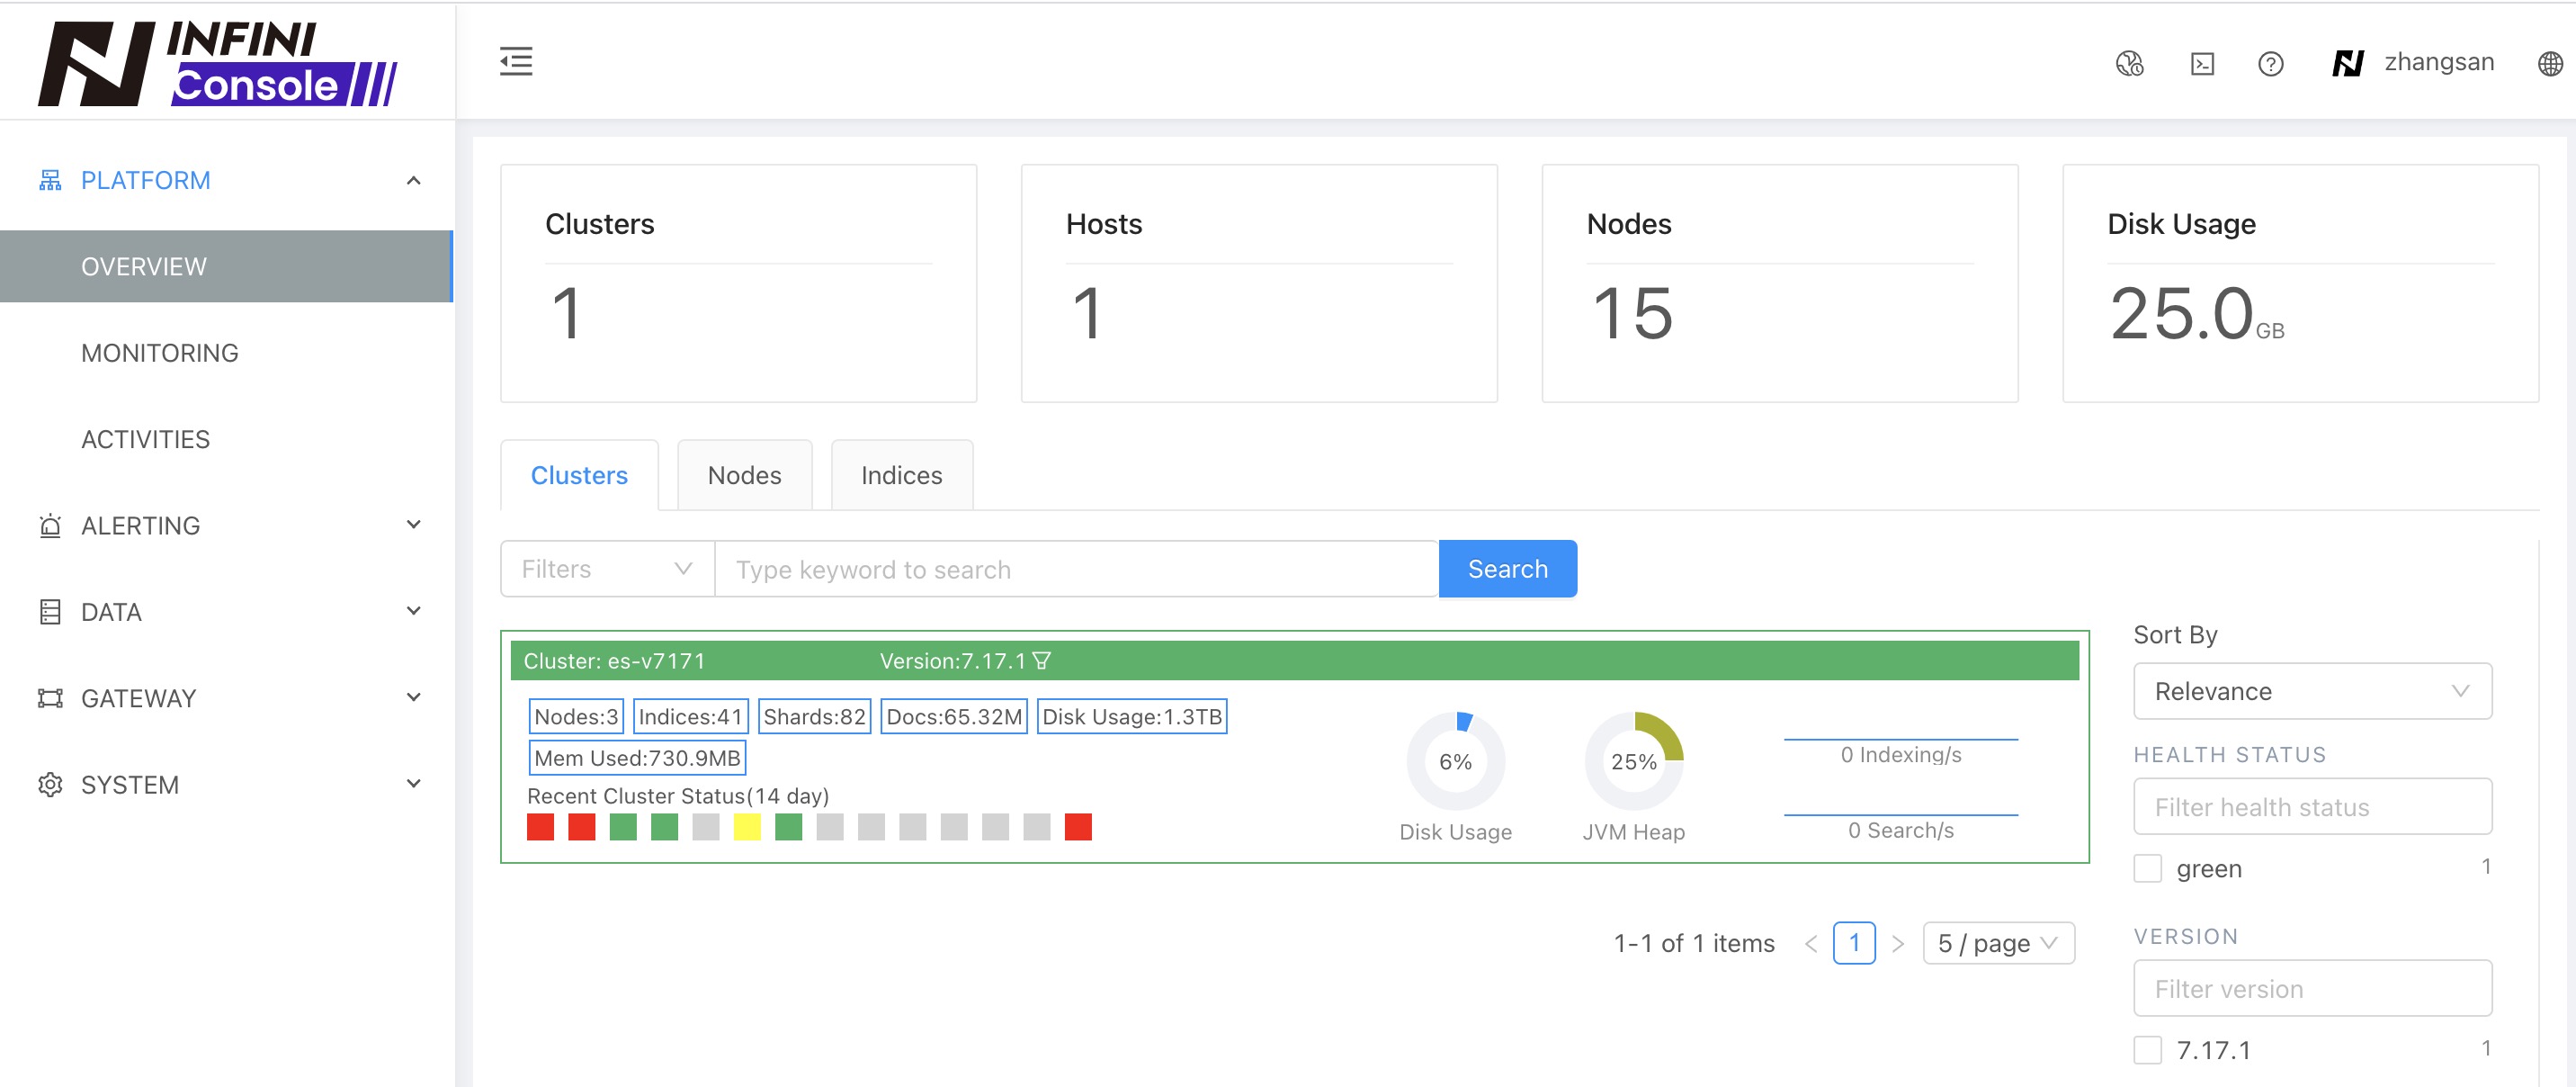 INFINI
Console
zhangsan
PLATFORM
OVERVIEW
MONITORING
ACTIVITIES
ALERTING
DATA
GATEWAY
SYSTEM
Clusters
1
Hosts
1
Nodes
15
Disk Usage
25.0GB
Clusters
Nodes
Indices
Filters
Type keyword to search
Search
Cluster: es-v7171
Version:7.17.1
Nodes:3
Indices:41
Shards:82
Docs:65.32M
Disk Usage:1.3TB
Mem Used:730.9MB
Recent Cluster Status(14 day)
6%
Disk Usage
25%
JVM Heap
0 Indexing/s
0 Search/s
1-1 of 1 items
1
5 / page
Sort By
Relevance
HEALTH STATUS
Filter health status
green 1
VERSION
Filter version
7.17.1 1